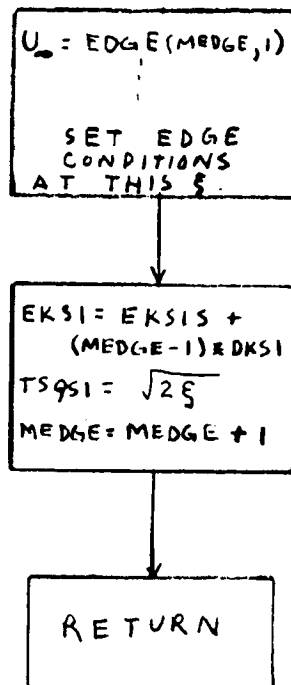 U∞ = EDGE(MEDGE,1)
SET EDGE
CONDITIONS
AT THIS ξ.
EKSI = EKSIS +
(MEDGE-1)*DKSI
TSQSI = √2ξ
MEDGE = MEDGE + 1
RETURN